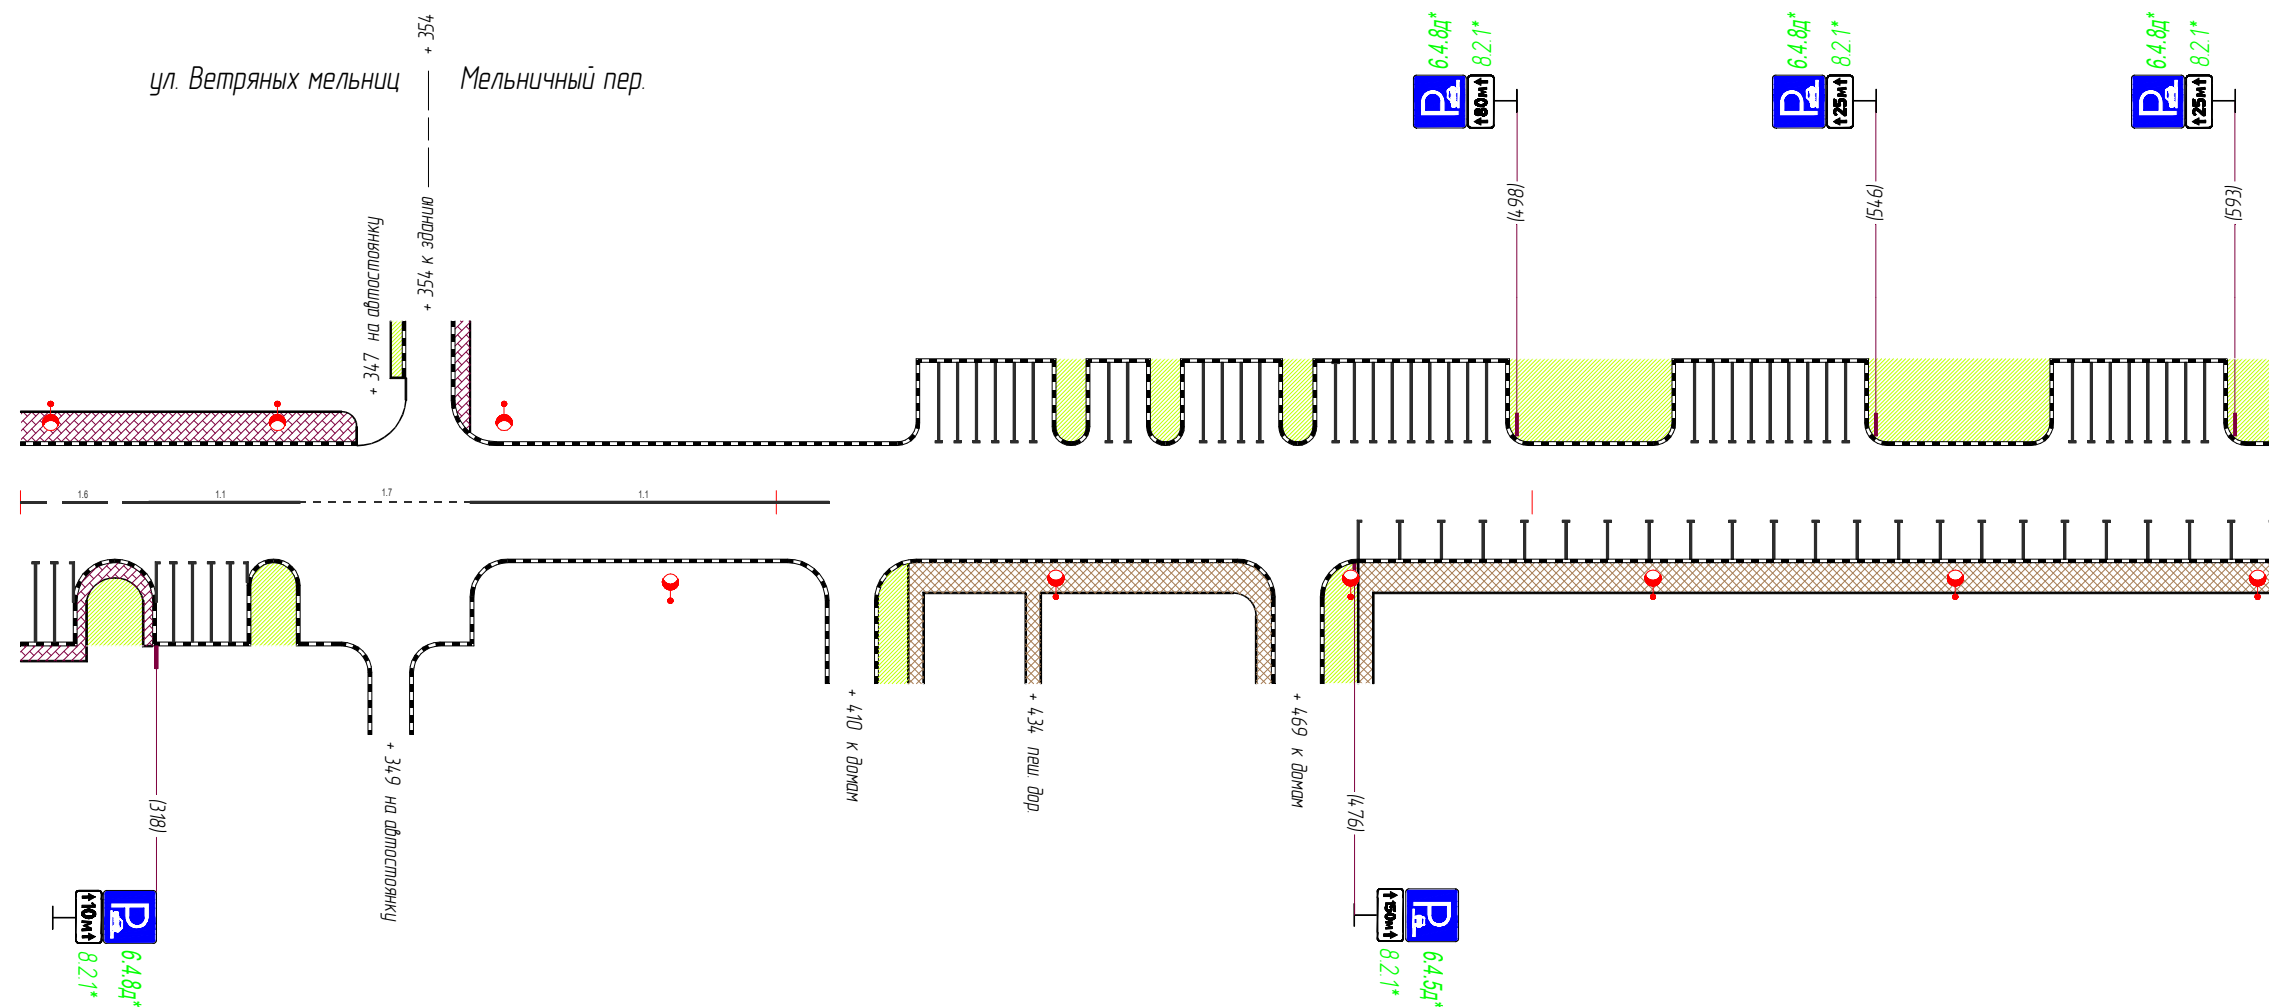 ул. Ветряных мельниц
Мельничный пер.
+ 354
+ 354 к зданию
+ 347 на автостоянку
6.4.8д*
8.2.1*
P
↑80м↑
(498)
6.4.8д*
8.2.1*
P
↑25м↑
(546)
6.4.8д*
8.2.1*
P
↑25м↑
(593)
1.6
1.1
1.7
1.1
+ 349 на автостоянку
+ 410 к домам
+ 434 пеш. дор.
+ 469 к домам
(318)
P
↑10м↑
6.4.8д*
8.2.1*
(476)
P
↑150м↑
6.4.5д*
8.2.1*